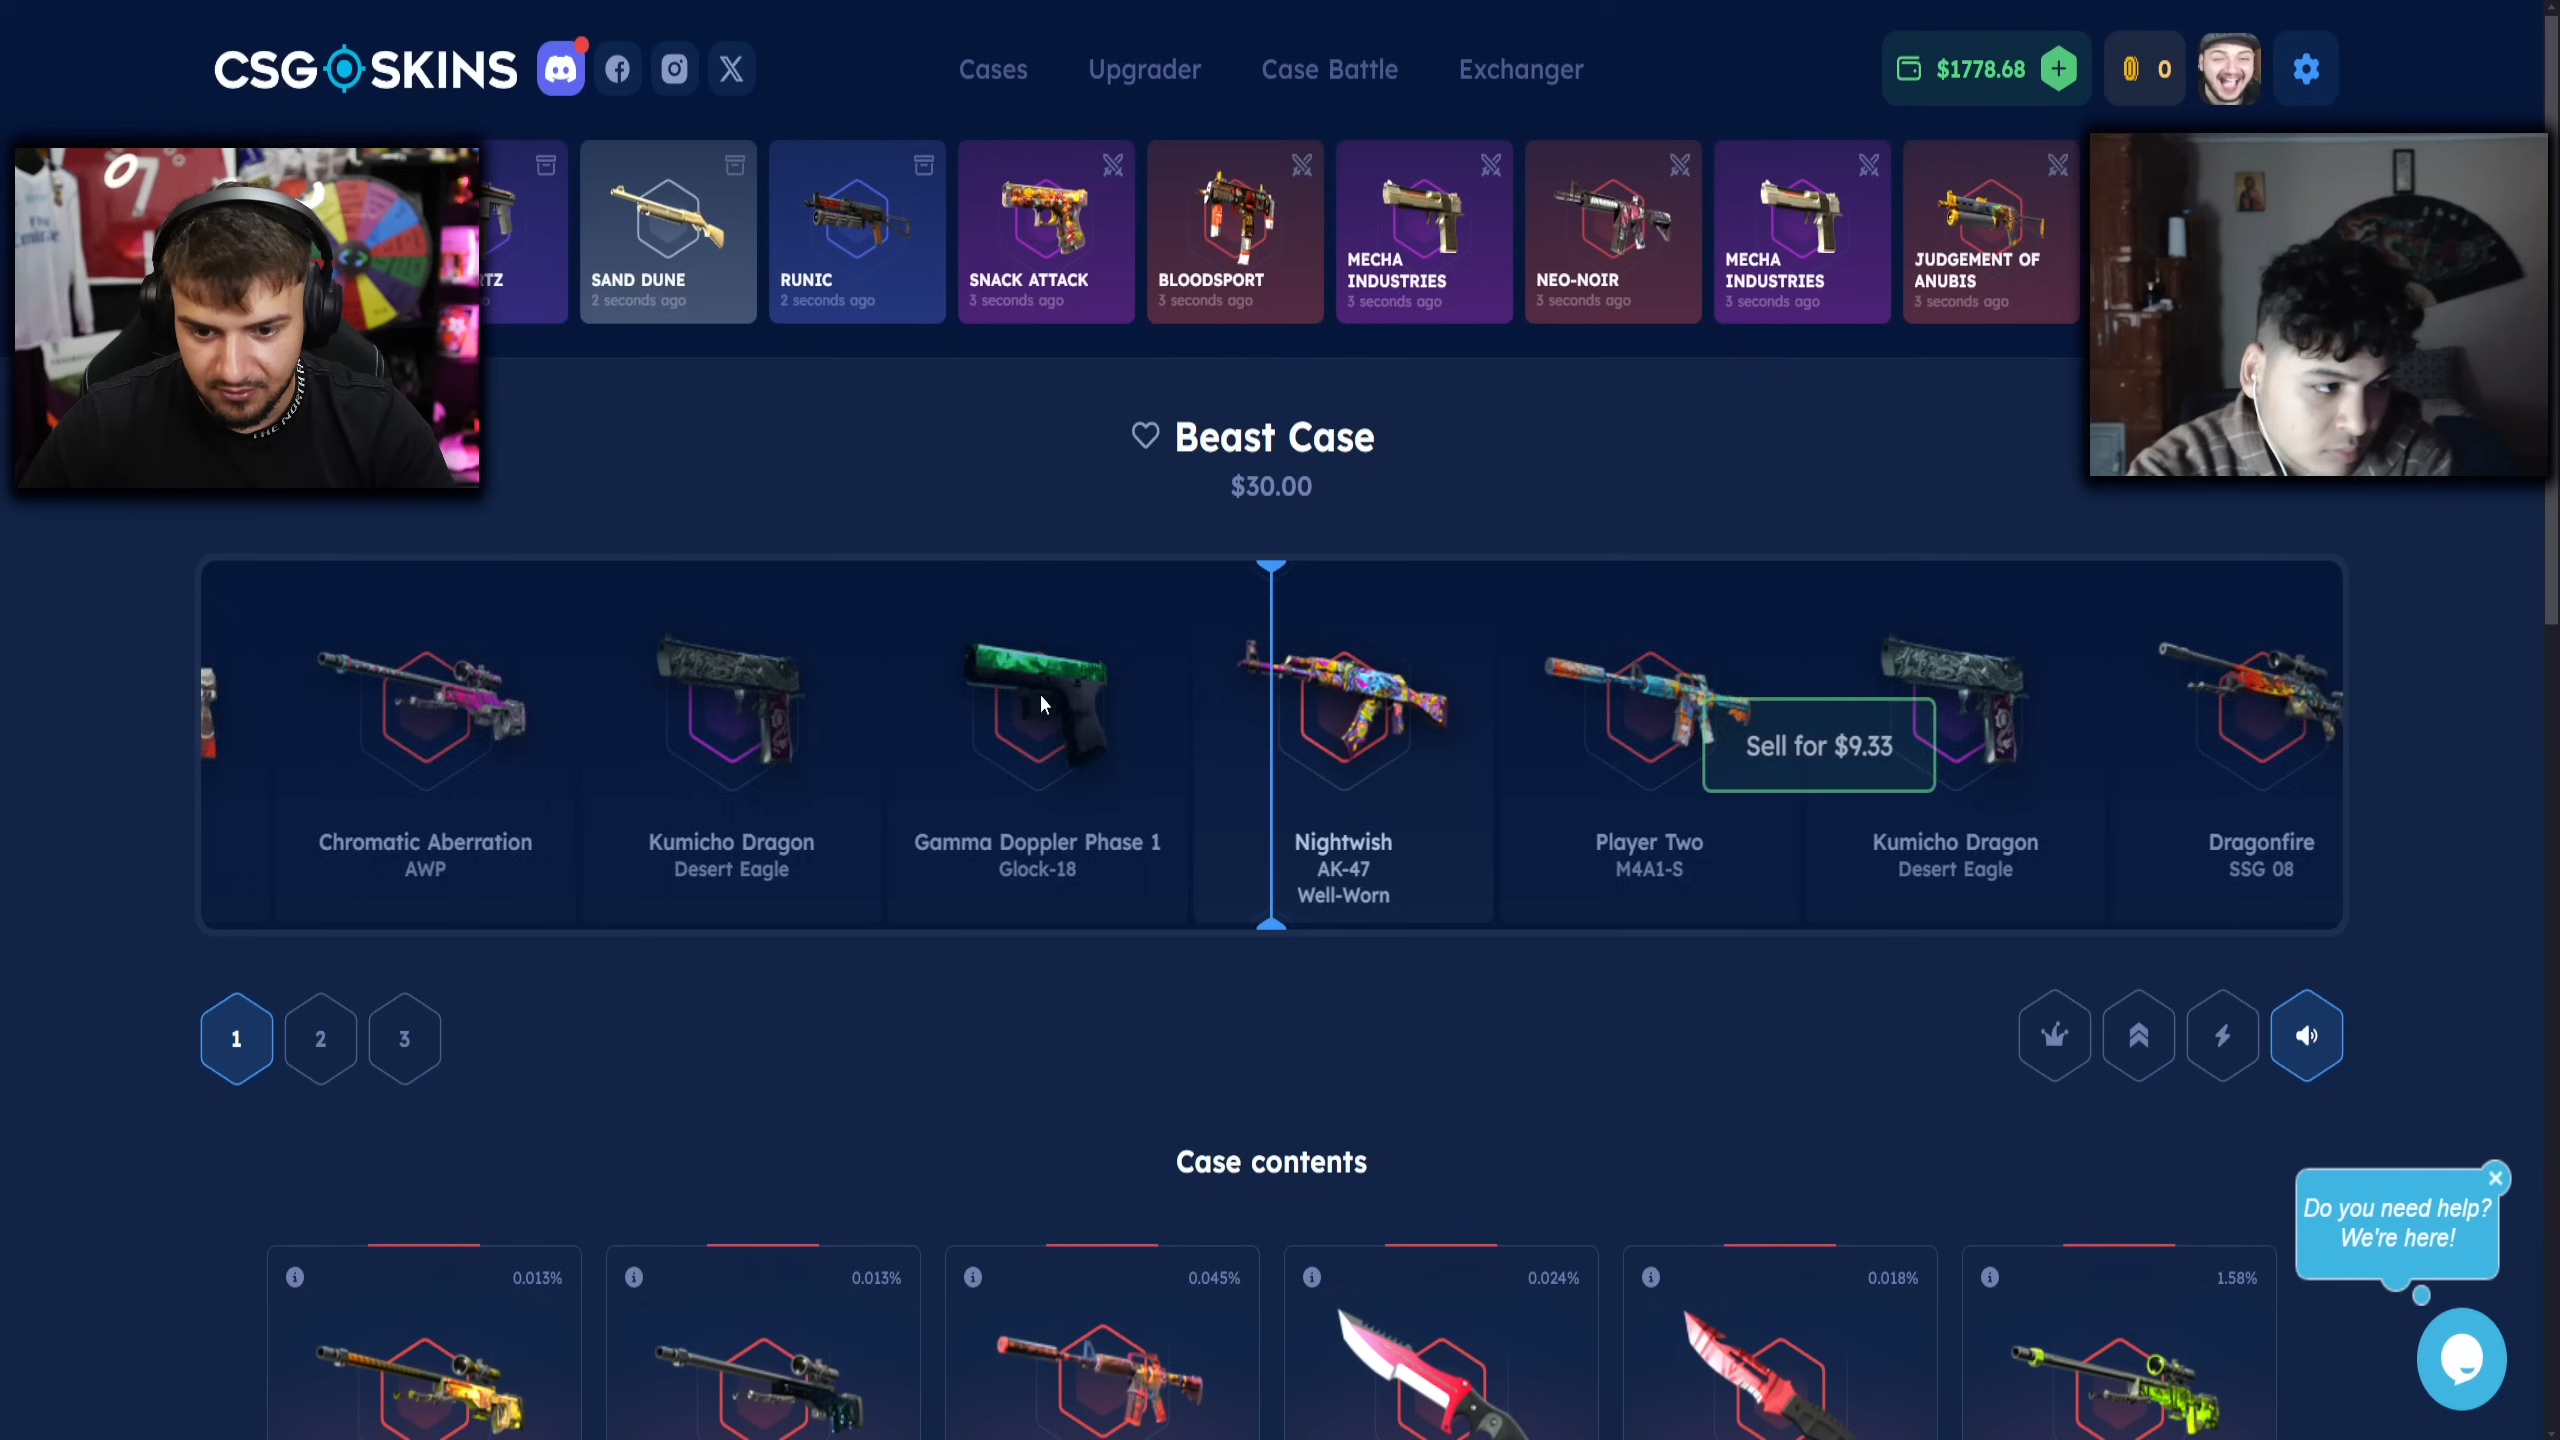 CSGOSKINS
Cases
Upgrader
Case Battle
Exchanger
$1778.68
0
07
TZ
SAND DUNE
2 seconds ago
RUNIC
2 seconds ago
SNACK ATTACK
3 seconds ago
BLOODSPORT
3 seconds ago
MECHA
INDUSTRIES
3 seconds ago
NEO-NOIR
3 seconds ago
MECHA
INDUSTRIES
3 seconds ago
JUDGEMENT OF
ANUBIS
3 seconds ago
THE NORTH
Beast Case
$30.00
Sell for $9.33
Chromatic Aberration
AWP
Kumicho Dragon
Desert Eagle
Gamma Doppler Phase 1
Glock-18
Nightwish
AK-47
Well-Worn
Player Two
M4A1-S
Kumicho Dragon
Desert Eagle
Dragonfire
SSG 08
1
2
3
Case contents
Do you need help?
We're here!
0.013%
0.013%
0.045%
0.024%
0.018%
1.58%